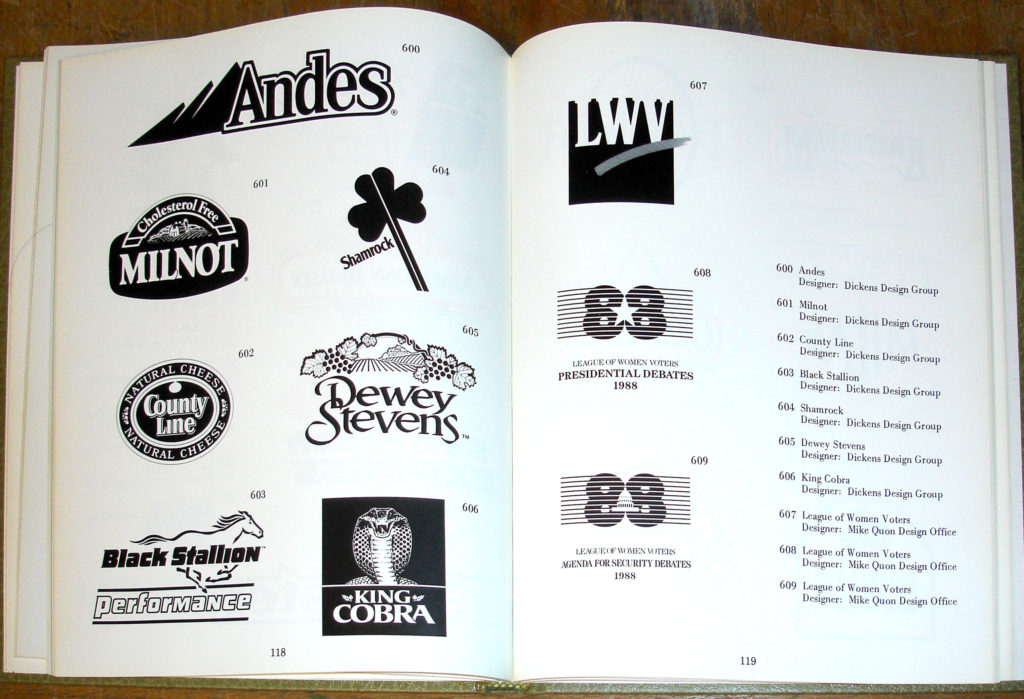 600
Andes®
601
Cholesterol Free
MILNOT®
604
Shamrock
602
NATURAL CHEESE
County
Line
NATURAL CHEESE
605
Dewey
Stevens™
603
Black Stallion™
performance
606
KING
COBRA
118
607
LWV
608
88
LEAGUE OF WOMEN VOTERS
PRESIDENTIAL DEBATES
1988
609
88
LEAGUE OF WOMEN VOTERS
AGENDA FOR SECURITY DEBATES
1988
600 Andes
Designer: Dickens Design Group
601 Milnot
Designer: Dickens Design Group
602 County Line
Designer: Dickens Design Group
603 Black Stallion
Designer: Dickens Design Group
604 Shamrock
Designer: Dickens Design Group
605 Dewey Stevens
Designer: Dickens Design Group
606 King Cobra
Designer: Dickens Design Group
607 League of Women Voters
Designer: Mike Quon Design Office
608 League of Women Voters
Designer: Mike Quon Design Office
609 League of Women Voters
Designer: Mike Quon Design Office
119